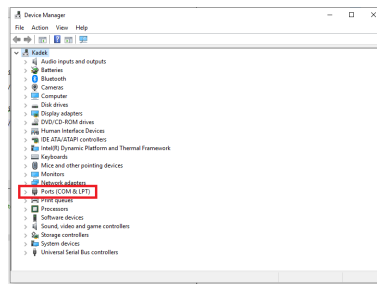 Device Manager
File Action View Help
Kadek
Audio inputs and outputs
Batteries
Bluetooth
Cameras
Computer
Disk drives
Display adapters
DVD/CD-ROM drives
Human Interface Devices
IDE ATA/ATAPI controllers
Intel(R) Dynamic Platform and Thermal Framework
Keyboards
Mice and other pointing devices
Monitors
Network adapters
Ports (COM & LPT)
Print queues
Processors
Software devices
Sound, video and game controllers
Storage controllers
System devices
Universal Serial Bus controllers